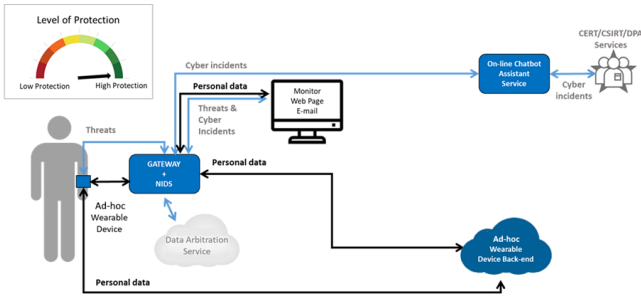 Level of Protection
Low Protection
High Protection
Cyber incidents
Personal data
Threats &
Cyber
Incidents
Monitor
Web Page
E-mail
On-line Chatbot
Assistant
Service
CERT/CSIRT/DPA
Services
Cyber
incidents
Threats
GATEWAY
+
NIDS
Personal data
Ad-hoc
Wearable
Device
Data Arbitration
Service
Ad-hoc
Wearable
Device Back-end
Personal data